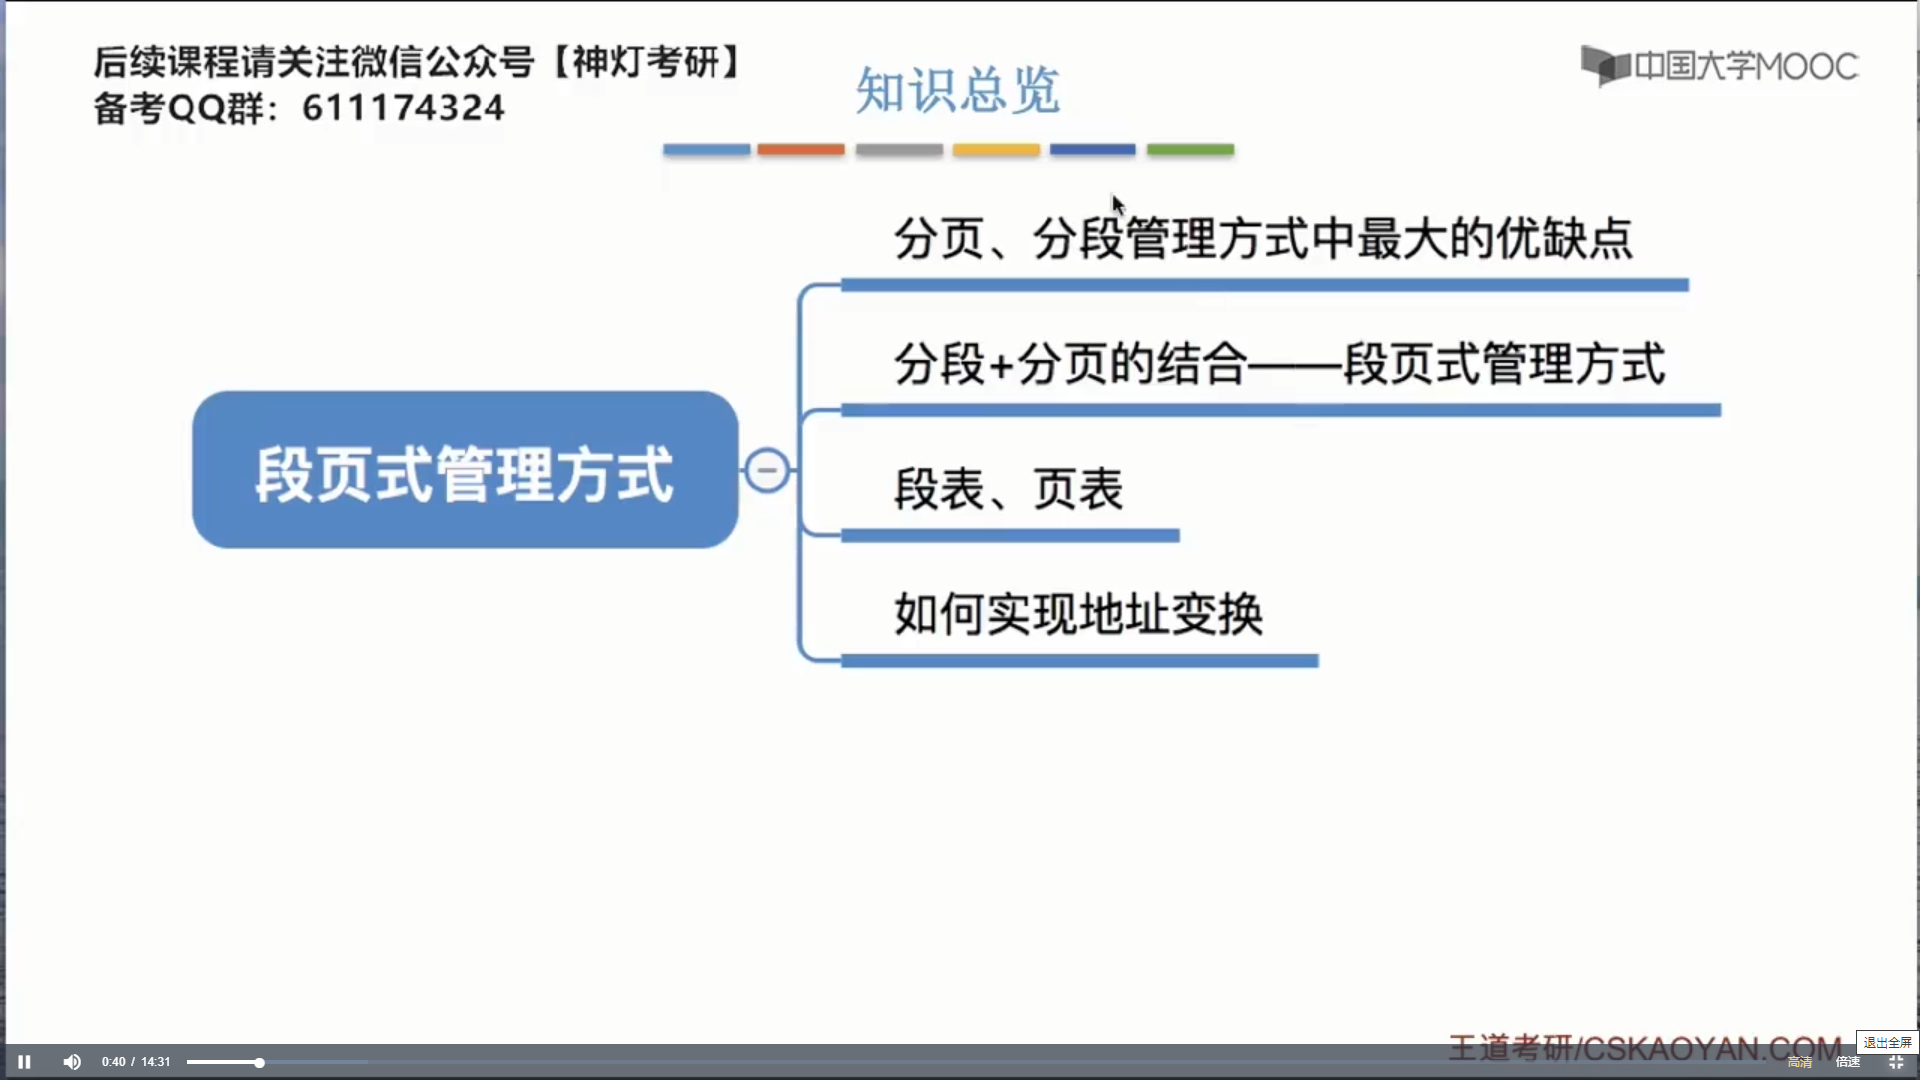 后续课程请关注微信公众号【神灯考研】
备考QQ群：611174324
知识总览
中国大学MOOC
分页、分段管理方式中最大的优缺点
分段+分页的结合——段页式管理方式
段页式管理方式
段表、页表
如何实现地址变换
王道考研/CSKAOYAN.COM
退出全屏
0:40 / 14:31
高清
倍速